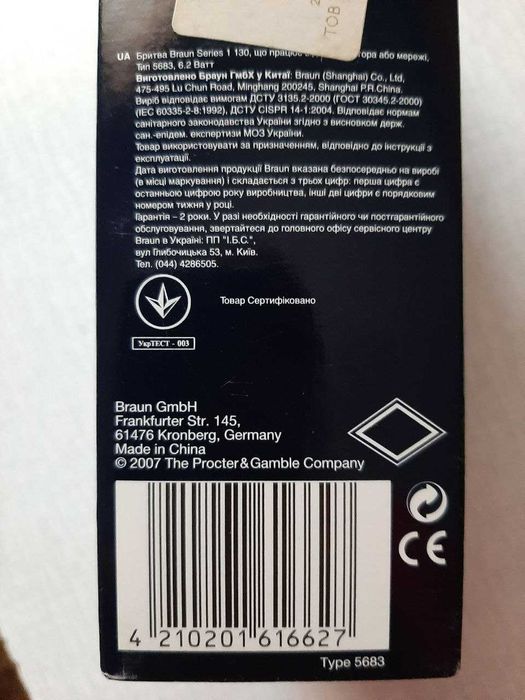 ТОВ
UA Бритва Braun Series 1 130, що працює тора або мережі,
Тип 5683, 6.2 Ватт
Виготовлено Браун ГмбХ у Китаї: Braun (Shanghai) Co., Ltd,
475-495 Lu Chun Road, Minghang 200245, Shanghai P.R.China.
Виріб відповідає вимогам ДСТУ 3135.2-2000 (ГОСТ 30345.2-2000)
(IEC 60335-2-8:1992), ДСТУ CISPR 14-1:2004. Відповідає нормам
санітарного законодавства України згідно з висновком держ.
сан.-епідем. експертизи МОЗ України.
Товар використовувати за призначенням, відповідно до інструкції з
експлуатації.
Дата виготовлення продукції Braun вказана безпосередньо на виробі
(в місці маркування) і складається з трьох цифр: перша цифра є
останньою цифрою року виробництва, інші дві цифри є порядковим
номером тижня у році.
Гарантія – 2 роки. У разі необхідності гарантійного чи постгарантійного
обслуговування, звертайтеся до головного офісу сервісного центру
Braun в Україні: ПП "І.Б.С.",
вул Глибочицька 53, м. Київ.
Тел. (044) 4286505.
Товар Сертифіковано
УкрТЕСТ - 003
Braun GmbH
Frankfurter Str. 145,
61476 Kronberg, Germany
Made in China
© 2007 The Procter&Gamble Company
CE
4 210201 616627
Type 5683